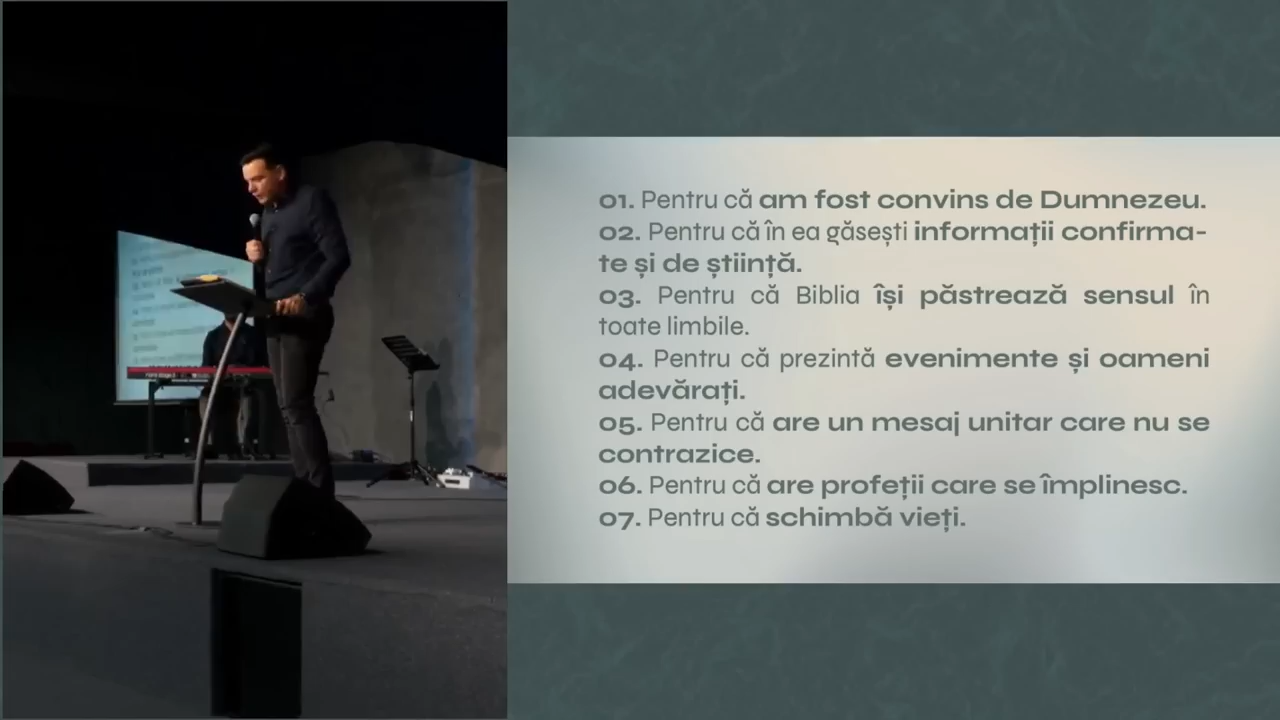 01. Pentru că am fost convins de Dumnezeu.
02. Pentru că în ea găsești informații confirma-
te și de știință.
03. Pentru că Biblia își păstrează sensul în
toate limbile.
04. Pentru că prezintă evenimente și oameni
adevărați.
05. Pentru că are un mesaj unitar care nu se
contrazice.
06. Pentru că are profeții care se împlinesc.
07. Pentru că schimbă vieți.